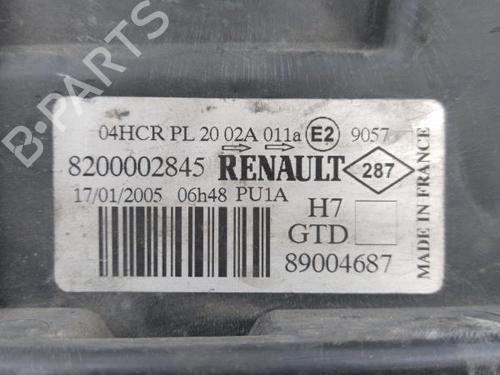 04HCR PL 20 02A 011a E2 9057
8200002845 RENAULT 287
17/01/2005 06h48 PU1A
H7
GTD
89004687
MADE IN FRANCE
B-PARTS